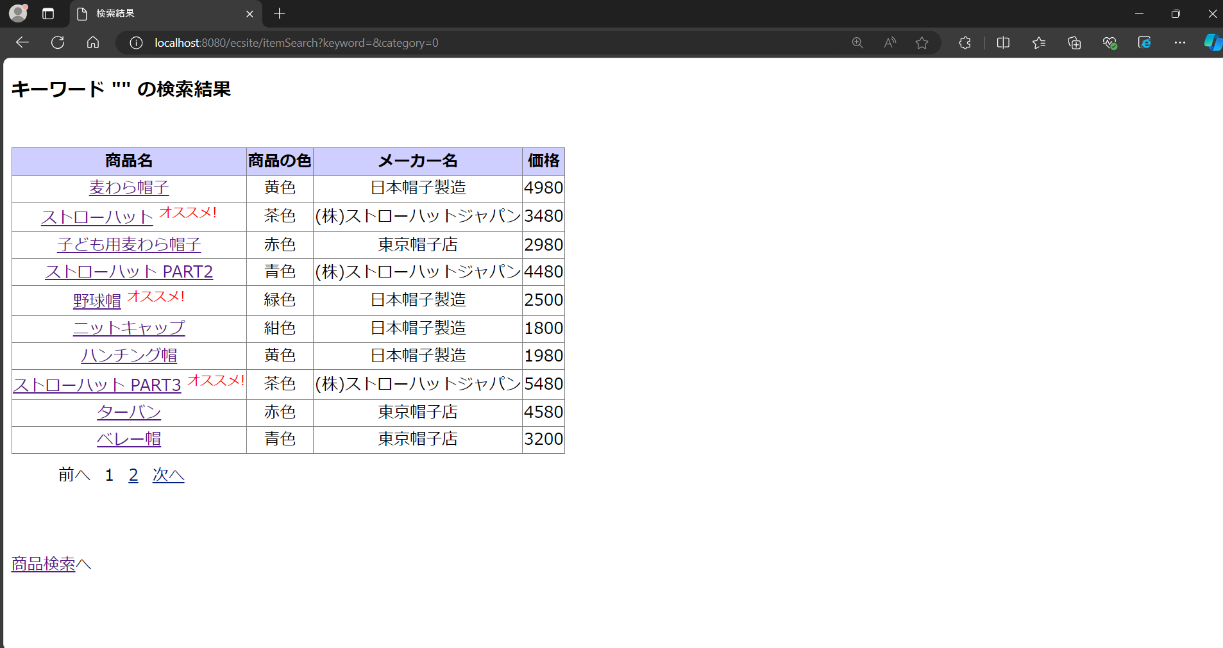 検索結果
localhost:8080/ecsite/itemSearch?keyword=&category=0
キーワード "" の検索結果
商品名 商品の色 メーカー名 価格
麦わら帽子 黄色 日本帽子製造 4980
ストローハット オススメ! 茶色 (株)ストローハットジャパン 3480
子ども用麦わら帽子 赤色 東京帽子店 2980
ストローハット PART2 青色 (株)ストローハットジャパン 4480
野球帽 オススメ! 緑色 日本帽子製造 2500
ニットキャップ 紺色 日本帽子製造 1800
ハンチング帽 黄色 日本帽子製造 1980
ストローハット PART3 オススメ! 茶色 (株)ストローハットジャパン 5480
ターバン 赤色 東京帽子店 4580
ベレー帽 青色 東京帽子店 3200
前へ 1 2 次へ
商品検索へ